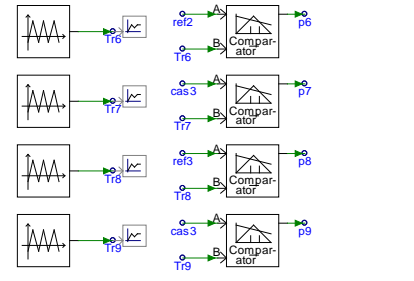 ref2 A p6
Tr6 B Compar-
Tr6 ator
cas3 A p7
Tr7 B Compar-
Tr7 ator
ref3 A p8
Tr8 B Compar-
Tr8 ator
cas3 A p9
Tr9 B Compar-
Tr9 ator